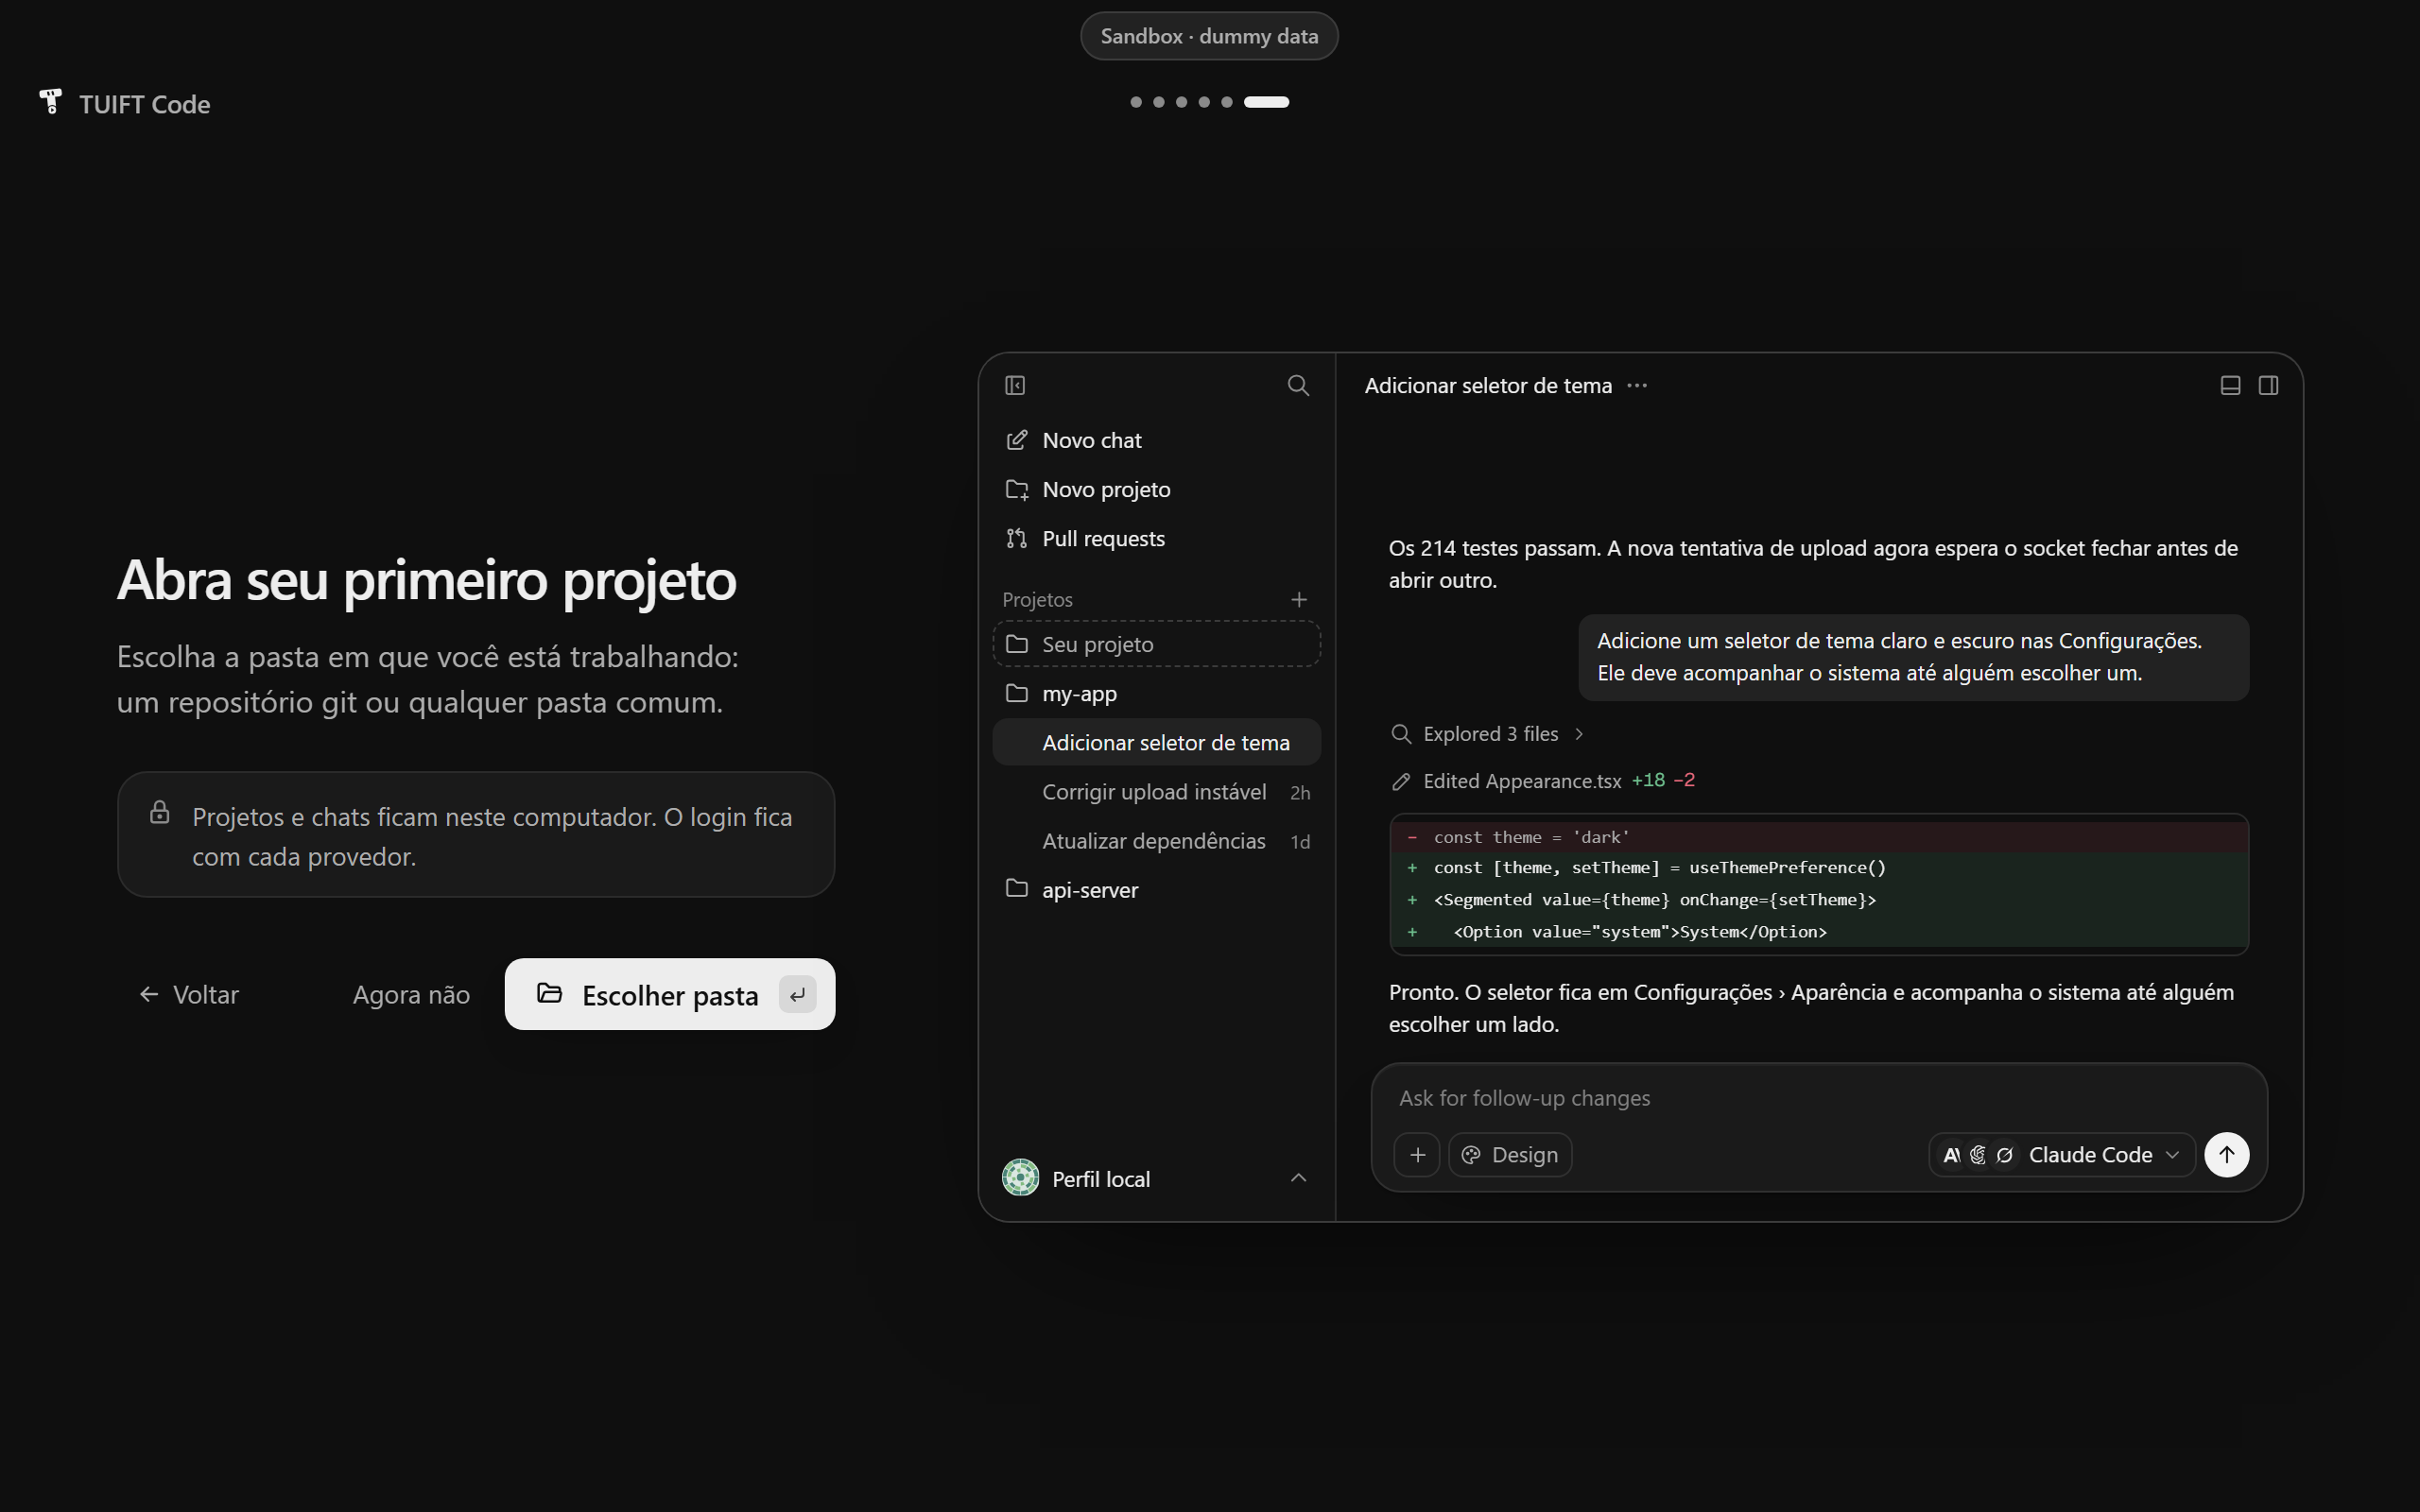 Sandbox · dummy data
TUIFT Code
Abra seu primeiro projeto
Escolha a pasta em que você está trabalhando:
um repositório git ou qualquer pasta comum.
Projetos e chats ficam neste computador. O login fica
com cada provedor.
← Voltar
Agora não
Escolher pasta
Novo chat
Novo projeto
Pull requests
Projetos
Seu projeto
my-app
Adicionar seletor de tema
Corrigir upload instável 2h
Atualizar dependências 1d
api-server
Perfil local
Adicionar seletor de tema ···
Os 214 testes passam. A nova tentativa de upload agora espera o socket fechar antes de
abrir outro.
Adicione um seletor de tema claro e escuro nas Configurações.
Ele deve acompanhar o sistema até alguém escolher um.
Explored 3 files
Edited Appearance.tsx +18 −2
− const theme = 'dark'
+ const [theme, setTheme] = useThemePreference()
+ <Segmented value={theme} onChange={setTheme}>
+   <Option value="system">System</Option>
Pronto. O seletor fica em Configurações › Aparência e acompanha o sistema até alguém
escolher um lado.
Ask for follow-up changes
Design
Claude Code